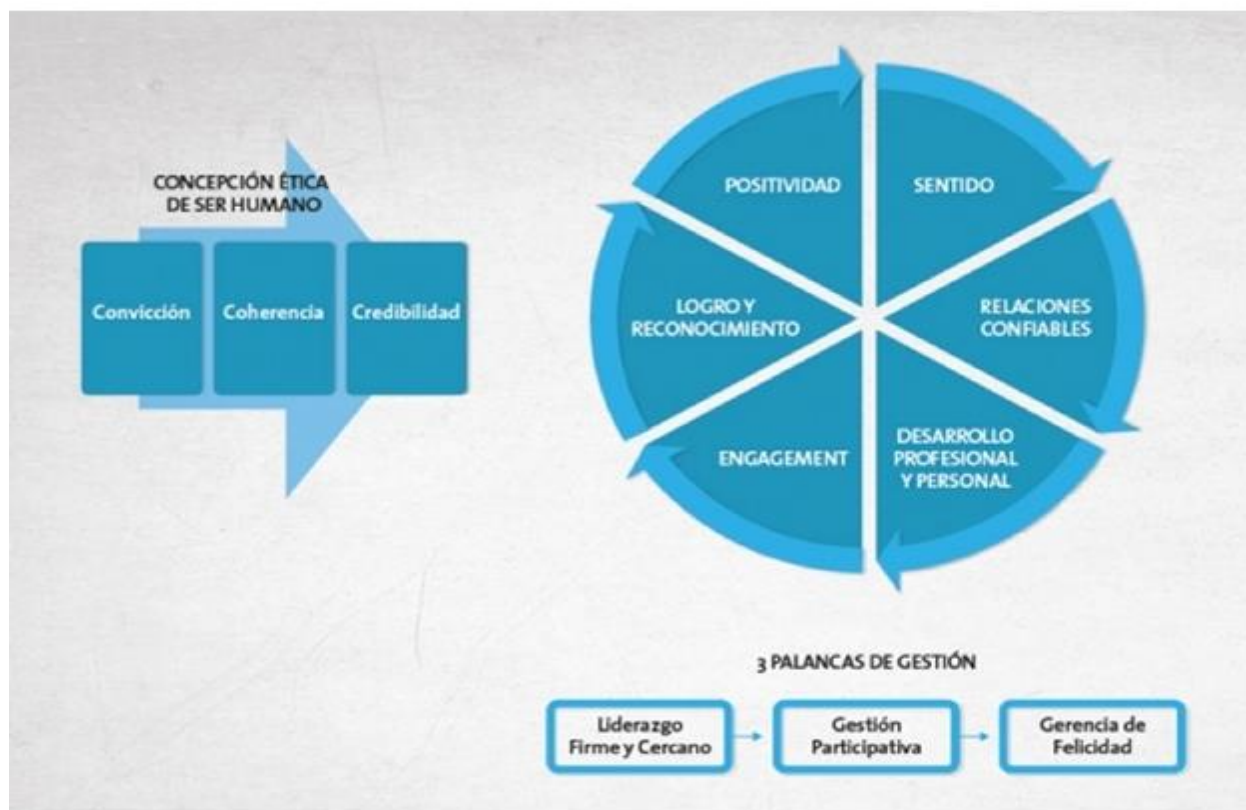 CONCEPCIÓN ÉTICA
DE SER HUMANO
Convicción
Coherencia
Credibilidad
POSITIVIDAD
SENTIDO
LOGRO Y
RECONOCIMIENTO
RELACIONES
CONFIABLES
ENGAGEMENT
DESARROLLO
PROFESIONAL
Y PERSONAL
3 PALANCAS DE GESTIÓN
Liderazgo
Firme y Cercano
Gestión
Participativa
Gerencia de
Felicidad